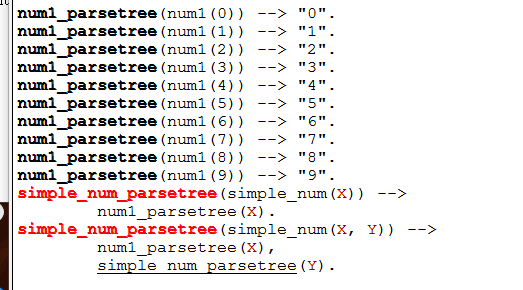 num1_parsetree(num1(0)) --> "0".
num1_parsetree(num1(1)) --> "1".
num1_parsetree(num1(2)) --> "2".
num1_parsetree(num1(3)) --> "3".
num1_parsetree(num1(4)) --> "4".
num1_parsetree(num1(5)) --> "5".
num1_parsetree(num1(6)) --> "6".
num1_parsetree(num1(7)) --> "7".
num1_parsetree(num1(8)) --> "8".
num1_parsetree(num1(9)) --> "9".
simple_num_parsetree(simple_num(X)) -->
        num1_parsetree(X).
simple_num_parsetree(simple_num(X, Y)) -->
        num1_parsetree(X),
        simple_num_parsetree(Y).